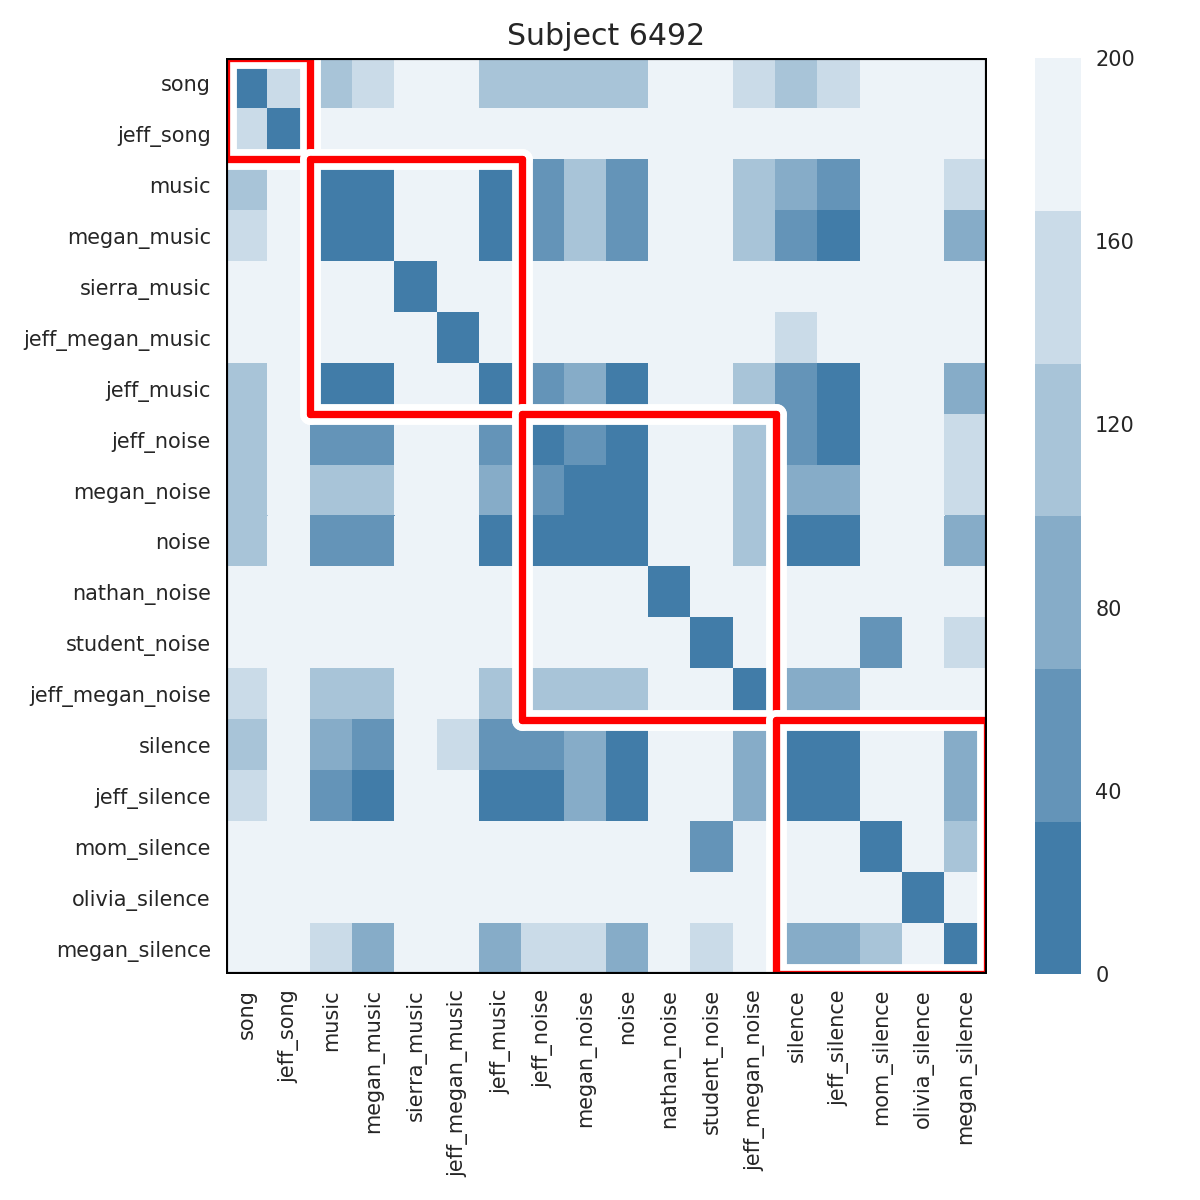 Subject 6492
song
jeff_song
music
megan_music
sierra_music
jeff_megan_music
jeff_music
jeff_noise
megan_noise
noise
nathan_noise
student_noise
jeff_megan_noise
silence
jeff_silence
mom_silence
olivia_silence
megan_silence
song
jeff_song
music
megan_music
sierra_music
jeff_megan_music
jeff_music
jeff_noise
megan_noise
noise
nathan_noise
student_noise
jeff_megan_noise
silence
jeff_silence
mom_silence
olivia_silence
megan_silence
200
160
120
80
40
0